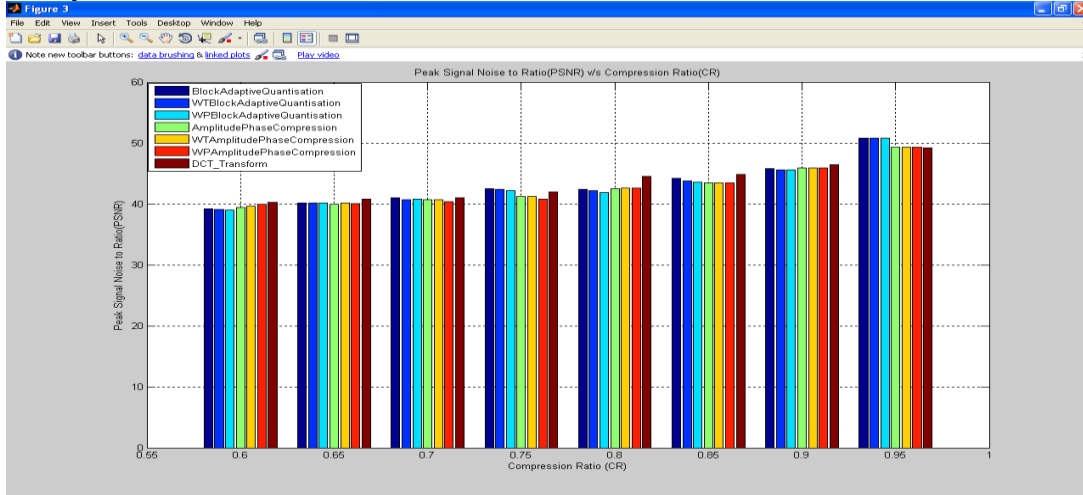 Figure 3
File Edit View Insert Tools Desktop Window Help
Note new toolbar buttons: data brushing & linked plots Play video
Peak Signal Noise to Ratio(PSNR) v/s Compression Ratio(CR)
BlockAdaptiveQuantisation
WTBlockAdaptiveQuantisation
WPBlockAdaptiveQuantisation
AmplitudePhaseCompression
WTAmplitudePhaseCompression
WPAmplitudePhaseCompression
DCT_Transform
Peak Signal Noise to Ratio(PSNR)
60
50
40
30
20
10
0
0.55 0.6 0.65 0.7 0.75 0.8 0.85 0.9 0.95 1
Compression Ratio (CR)